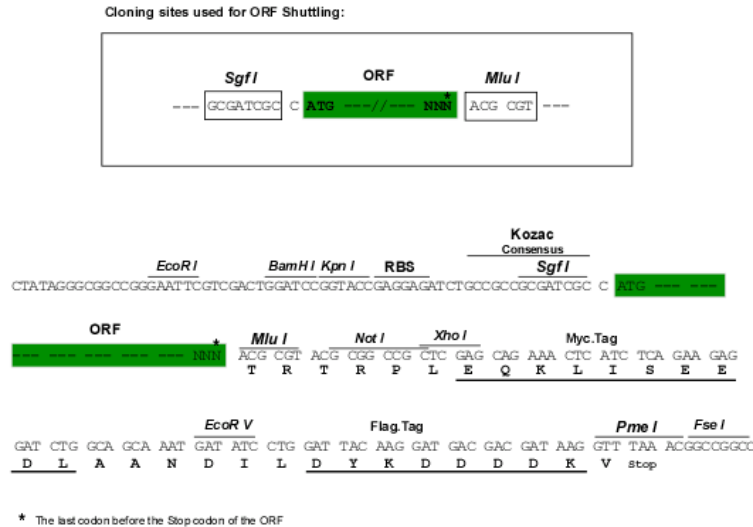 Cloning sites used for ORF Shuttling:
Sgf I ORF Mlu I
--- GCGATCGC C ATG ---//--- NNN* ACG CGT ---
Kozac
Consensus
EcoR I BamH I Kpn I RBS Sgf I
CTATAGGGCGGCCGGGAATTCGTCGACTGGATCCGGTACCGAGGAGATCTGCCGCCGCGATCGC C ATG --- ---
ORF * Mlu I Not I Xho I Myc.Tag
--- --- --- --- --- NNN ACG CGT ACG CGG CCG CTC GAG CAG AAA CTC ATC TCA GAA GAG
T R T R P L E Q K L I S E E
EcoR V Flag.Tag Pme I Fse I
GAT CTG GCA GCA AAT GAT ATC CTG GAT TAC AAG GAT GAC GAC GAT AAG GTT TAA ACGGCCGGCC
D L A A N D I L D Y K D D D D K V Stop
* The last codon before the Stop codon of the ORF